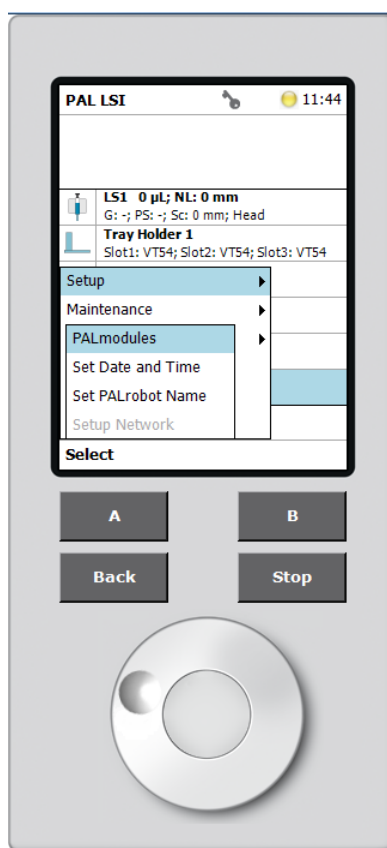 PAL LSI 11:44
LS1 0 µL; NL: 0 mm
G: -; PS: -; Sc: 0 mm; Head
Tray Holder 1
Slot1: VT54; Slot2: VT54; Slot3: VT54
Setup
Maintenance
PALmodules
Set Date and Time
Set PALrobot Name
Setup Network
Select
A B
Back Stop